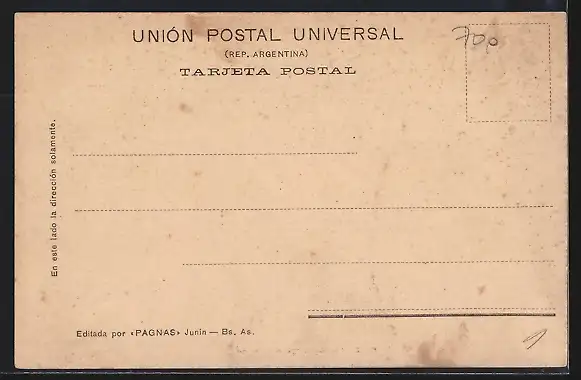 UNIÓN POSTAL UNIVERSAL
(REP. ARGENTINA)
TARJETA POSTAL
700
En este lado la dirección solamente.
Editada por «PAGNAS» Junin — Bs. As.